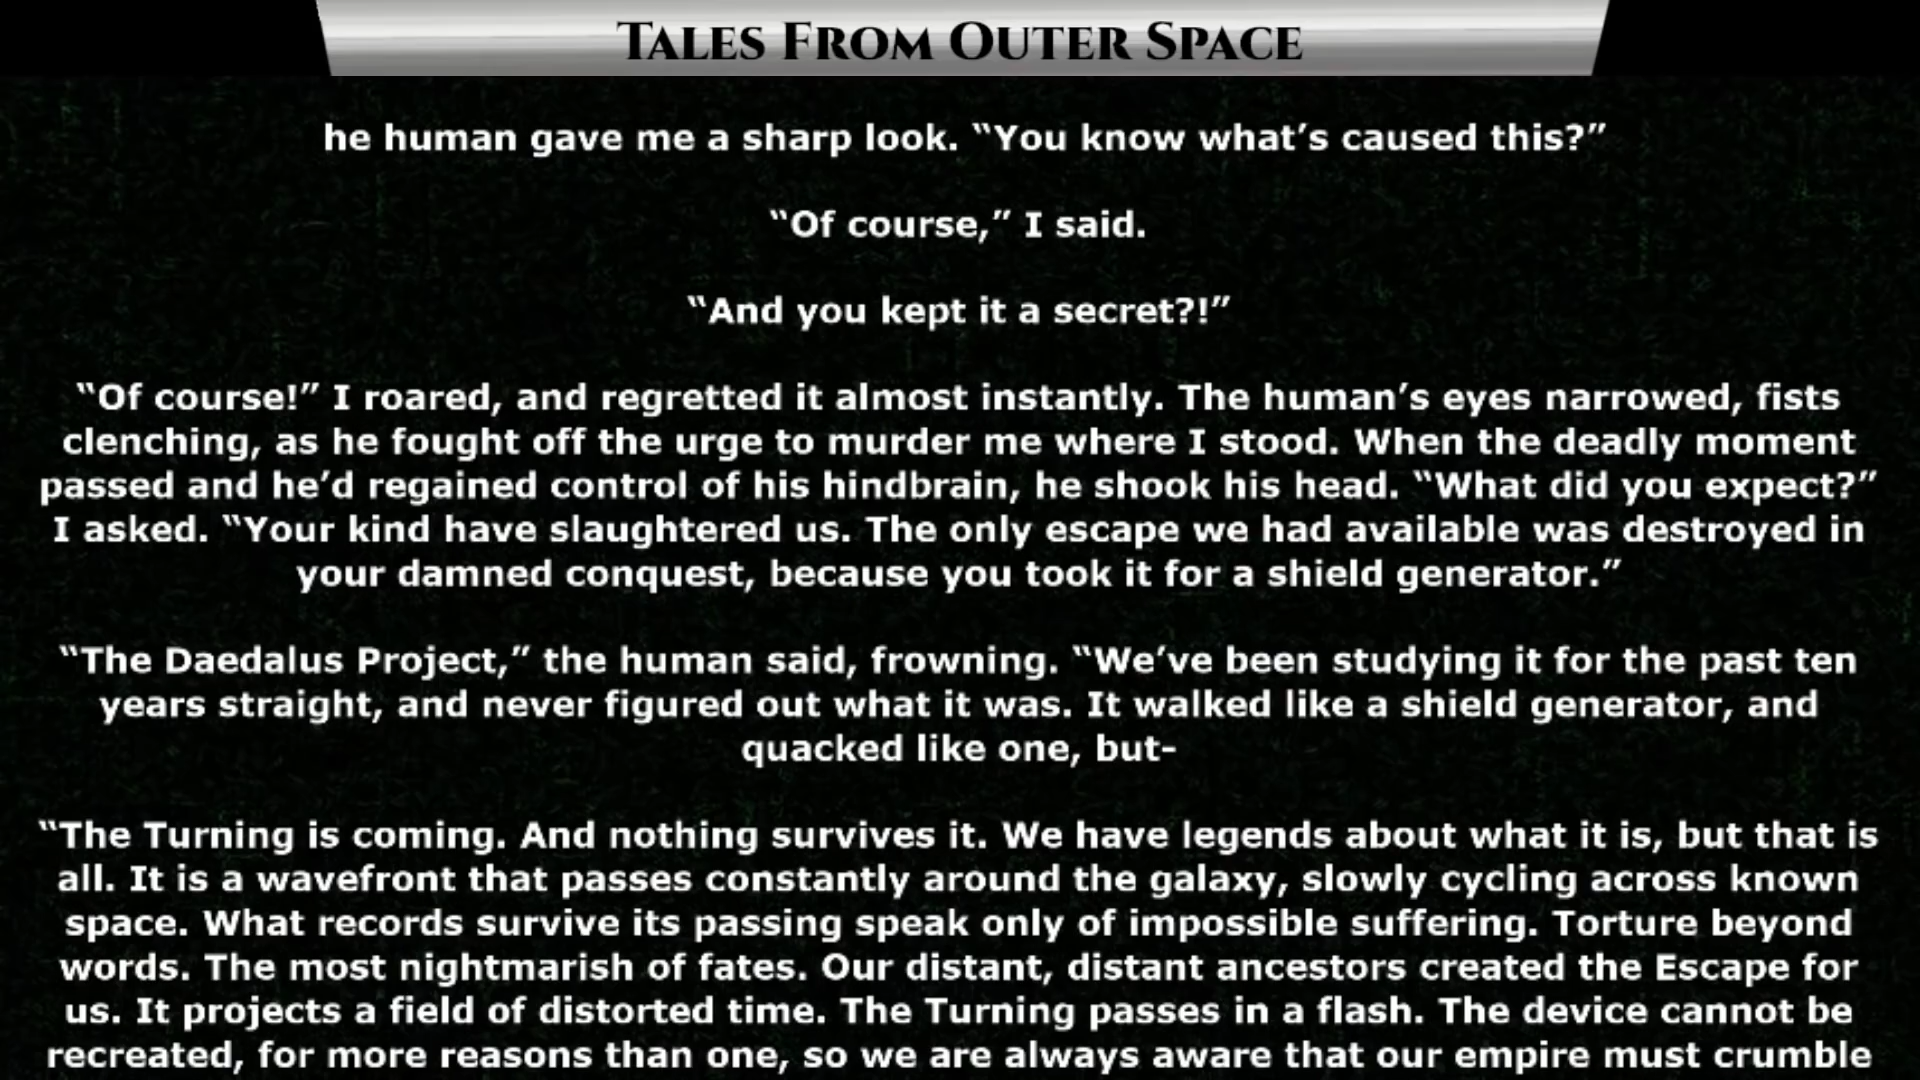 Tales From Outer Space
he human gave me a sharp look. “You know what’s caused this?”
“Of course,” I said.
“And you kept it a secret?!”
“Of course!” I roared, and regretted it almost instantly. The human’s eyes narrowed, fists
clenching, as he fought off the urge to murder me where I stood. When the deadly moment
passed and he’d regained control of his hindbrain, he shook his head. “What did you expect?”
I asked. “Your kind have slaughtered us. The only escape we had available was destroyed in
your damned conquest, because you took it for a shield generator.”
“The Daedalus Project,” the human said, frowning. “We’ve been studying it for the past ten
years straight, and never figured out what it was. It walked like a shield generator, and
quacked like one, but-
“The Turning is coming. And nothing survives it. We have legends about what it is, but that is
all. It is a wavefront that passes constantly around the galaxy, slowly cycling across known
space. What records survive its passing speak only of impossible suffering. Torture beyond
words. The most nightmarish of fates. Our distant, distant ancestors created the Escape for
us. It projects a field of distorted time. The Turning passes in a flash. The device cannot be
recreated, for more reasons than one, so we are always aware that our empire must crumble